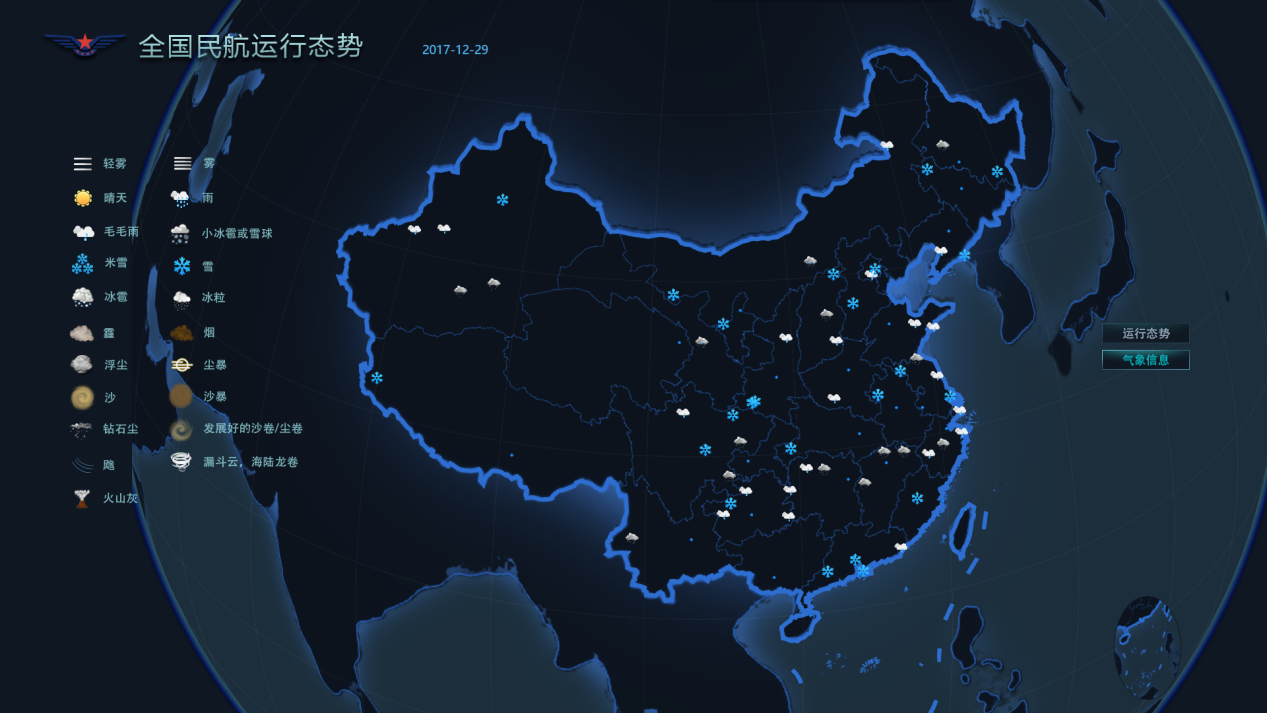 全国民航运行态势
2017-12-29
轻雾 雾
晴天 雨
毛毛雨 小冰雹或雪球
米雪 雪
冰雹 冰粒
霾 烟
浮尘 尘暴
沙 沙暴
钻石尘 发展好的沙卷/尘卷
飑 漏斗云，海陆龙卷
火山灰
运行态势
气象信息